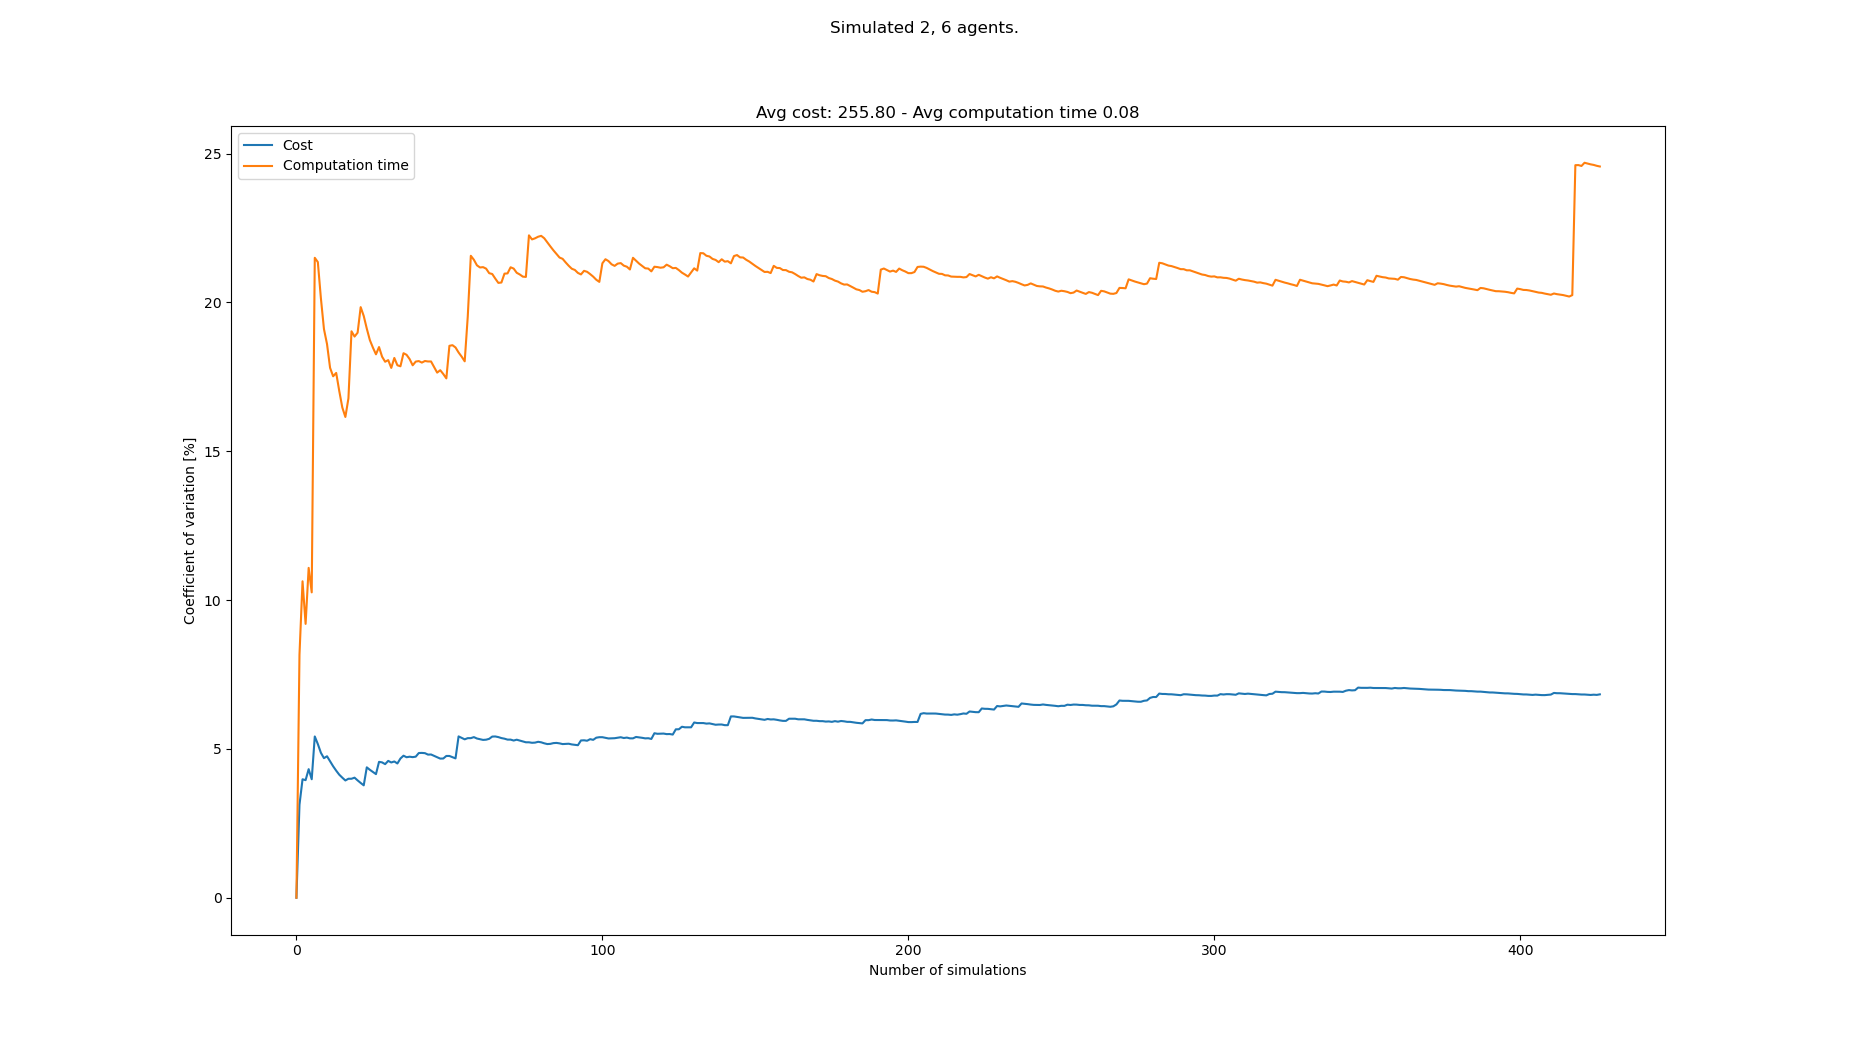 Simulated 2, 6 agents.
Avg cost: 255.80 - Avg computation time 0.08
Cost
Computation time
25
20
15
10
5
0
Coefficient of variation [%]
0 100 200 300 400
Number of simulations